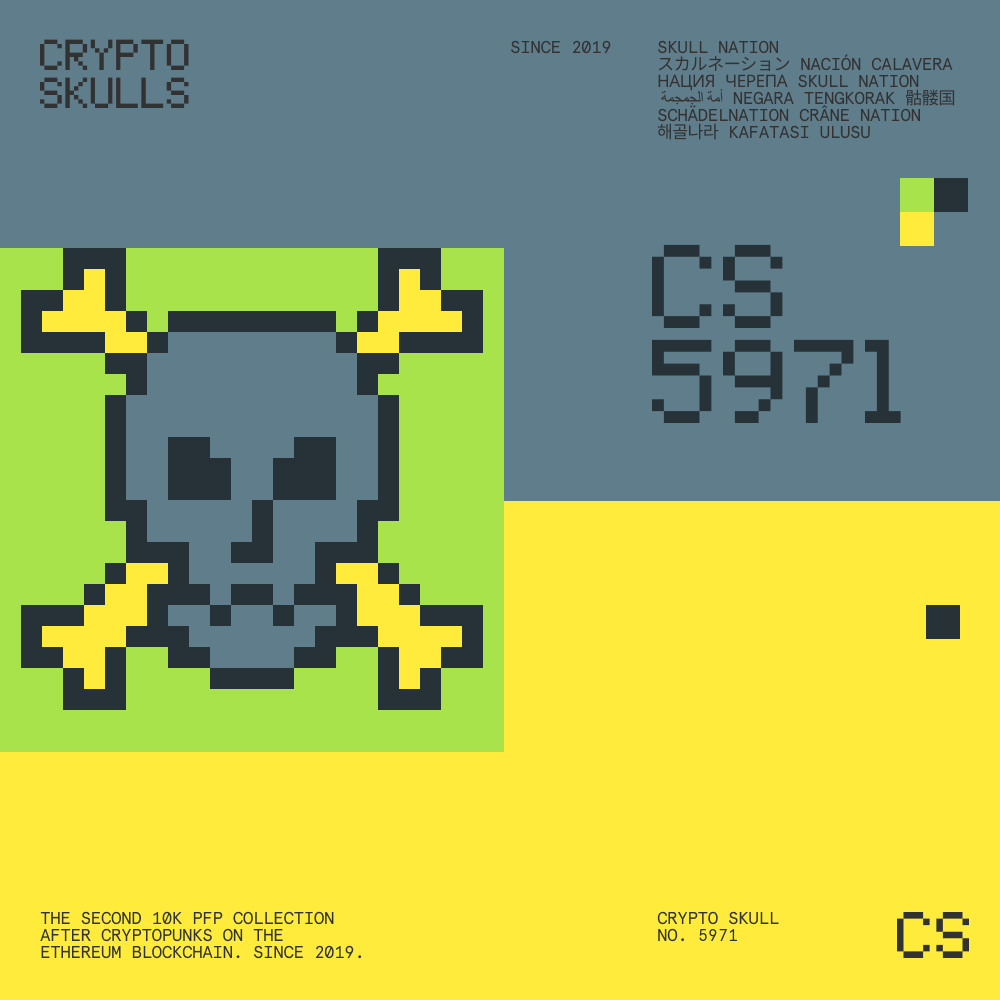 CRYPTO
SKULLS
SINCE 2019
SKULL NATION
スカルネーション NACIÓN CALAVERA
НАЦИЯ ЧЕРЕПА SKULL NATION
أمة الجمجمة NEGARA TENGKORAK 骷髅国
SCHÄDELNATION CRÂNE NATION
해골나라 KAFATASI ULUSU
CS
5971
THE SECOND 10K PFP COLLECTION
AFTER CRYPTOPUNKS ON THE
ETHEREUM BLOCKCHAIN. SINCE 2019.
CRYPTO SKULL
NO. 5971
CS